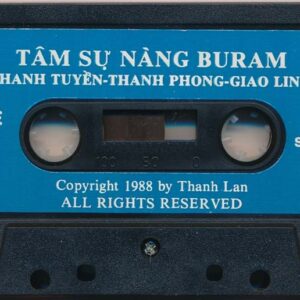 TÂM SỰ NÀNG BURAM
HANH TUYỀN-THANH PHONG-GIAO LIN
E
S
100 50 0
Copyright 1988 by Thanh Lan
ALL RIGHTS RESERVED